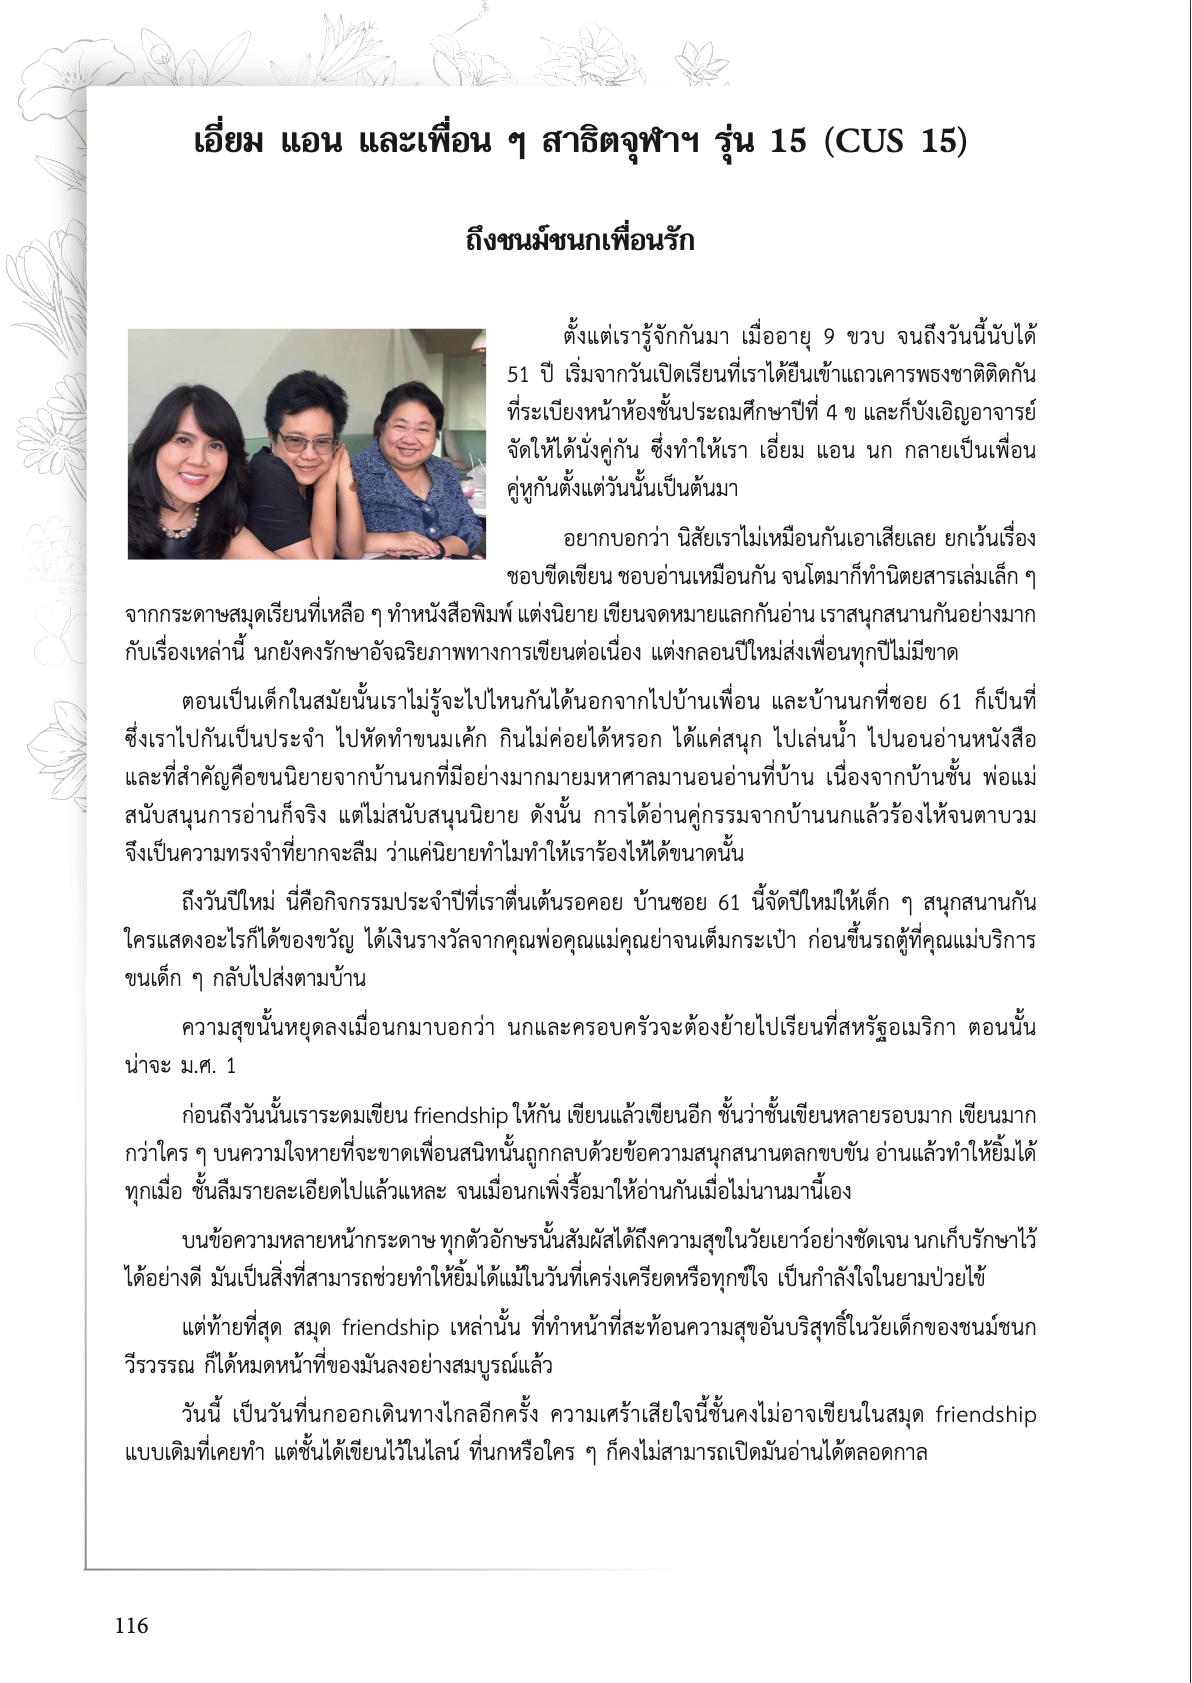 เอี่ยม แอน และเพื่อน ๆ สาธิตจุฬาฯ รุ่น 15 (CUS 15)
ถึงชนม์ชนกเพื่อนรัก
ตั้งแต่เรารู้จักกันมา เมื่ออายุ 9 ขวบ จนถึงวันนี้นับได้
51 ปี เริ่มจากวันเปิดเรียนที่เราได้ยืนเข้าแถวเคารพธงชาติติดกัน
ที่ระเบียงหน้าห้องชั้นประถมศึกษาปีที่ 4 ข และก็บังเอิญอาจารย์
จัดให้ได้นั่งคู่กัน ซึ่งทำให้เรา เอี่ยม แอน นก กลายเป็นเพื่อน
คู่หูกันตั้งแต่วันนั้นเป็นต้นมา
อยากบอกว่า นิสัยเราไม่เหมือนกันเอาเสียเลย ยกเว้นเรื่อง
ชอบขีดเขียน ชอบอ่านเหมือนกัน จนโตมาก็ทำนิตยสารเล่มเล็ก ๆ
จากกระดาษสมุดเรียนที่เหลือ ๆ ทำหนังสือพิมพ์ แต่งนิยาย เขียนจดหมายแลกกันอ่าน เราสนุกสนานกันอย่างมาก
กับเรื่องเหล่านี้ นกยังคงรักษาอัจฉริยภาพทางการเขียนต่อเนื่อง แต่งกลอนปีใหม่ส่งเพื่อนทุกปีไม่มีขาด
ตอนเป็นเด็กในสมัยนั้นเราไม่รู้จะไปไหนกันได้นอกจากไปบ้านเพื่อน และบ้านนกที่ซอย 61 ก็เป็นที่
ซึ่งเราไปกันเป็นประจำ ไปหัดทำขนมเค้ก กินไม่ค่อยได้หรอก ได้แค่สนุก ไปเล่นน้ำ ไปนอนอ่านหนังสือ
และที่สำคัญคือขนนิยายจากบ้านนกที่มีอย่างมากมายมหาศาลมานอนอ่านที่บ้าน เนื่องจากบ้านชั้น พ่อแม่
สนับสนุนการอ่านก็จริง แต่ไม่สนับสนุนนิยาย ดังนั้น การได้อ่านคู่กรรมจากบ้านนกแล้วร้องไห้จนตาบวม
จึงเป็นความทรงจำที่ยากจะลืม ว่าแค่นิยายทำไมทำให้เราร้องไห้ได้ขนาดนั้น
ถึงวันปีใหม่ นี่คือกิจกรรมประจำปีที่เราตื่นเต้นรอคอย บ้านซอย 61 นี้จัดปีใหม่ให้เด็ก ๆ สนุกสนานกัน
ใครแสดงอะไรก็ได้ของขวัญ ได้เงินรางวัลจากคุณพ่อคุณแม่คุณย่าจนเต็มกระเป๋า ก่อนขึ้นรถตู้ที่คุณแม่บริการ
ขนเด็ก ๆ กลับไปส่งตามบ้าน
ความสุขนั้นหยุดลงเมื่อนกมาบอกว่า นกและครอบครัวจะต้องย้ายไปเรียนที่สหรัฐอเมริกา ตอนนั้น
น่าจะ ม.ศ. 1
ก่อนถึงวันนั้นเราระดมเขียน friendship ให้กัน เขียนแล้วเขียนอีก ชั้นว่าชั้นเขียนหลายรอบมาก เขียนมาก
กว่าใคร ๆ บนความใจหายที่จะขาดเพื่อนสนิทนั้นถูกกลบด้วยข้อความสนุกสนานตลกขบขัน อ่านแล้วทำให้ยิ้มได้
ทุกเมื่อ ชั้นลืมรายละเอียดไปแล้วแหละ จนเมื่อนกเพิ่งรื้อมาให้อ่านกันเมื่อไม่นานมานี้เอง
บนข้อความหลายหน้ากระดาษ ทุกตัวอักษรนั้นสัมผัสได้ถึงความสุขในวัยเยาว์อย่างชัดเจน นกเก็บรักษาไว้
ได้อย่างดี มันเป็นสิ่งที่สามารถช่วยทำให้ยิ้มได้แม้ในวันที่เคร่งเครียดหรือทุกข์ใจ เป็นกำลังใจในยามป่วยไข้
แต่ท้ายที่สุด สมุด friendship เหล่านั้น ที่ทำหน้าที่สะท้อนความสุขอันบริสุทธิ์ในวัยเด็กของชนม์ชนก
วีรวรรณ ก็ได้หมดหน้าที่ของมันลงอย่างสมบูรณ์แล้ว
วันนี้ เป็นวันที่นกออกเดินทางไกลอีกครั้ง ความเศร้าเสียใจนี้ชั้นคงไม่อาจเขียนในสมุด friendship
แบบเดิมที่เคยทำ แต่ชั้นได้เขียนไว้ในไลน์ ที่นกหรือใคร ๆ ก็คงไม่สามารถเปิดมันอ่านได้ตลอดกาล
116